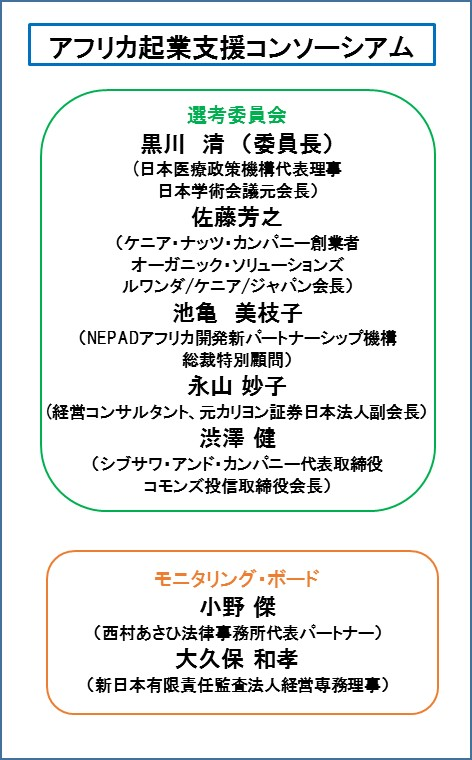 アフリカ起業支援コンソーシアム
選考委員会
黒川　清　（委員長）
（日本医療政策機構代表理事
日本学術会議元会長）
佐藤芳之
（ケニア・ナッツ・カンパニー創業者
オーガニック・ソリューションズ
ルワンダ/ケニア/ジャパン会長）
池亀　美枝子
（NEPADアフリカ開発新パートナーシップ機構
総裁特別顧問）
永山 妙子
（経営コンサルタント、元カリヨン証券日本法人副会長）
渋澤 健
（シブサワ・アンド・カンパニー代表取締役
コモンズ投信取締役会長）
モニタリング・ボード
小野 傑
（西村あさひ法律事務所代表パートナー）
大久保 和孝
（新日本有限責任監査法人経営専務理事）